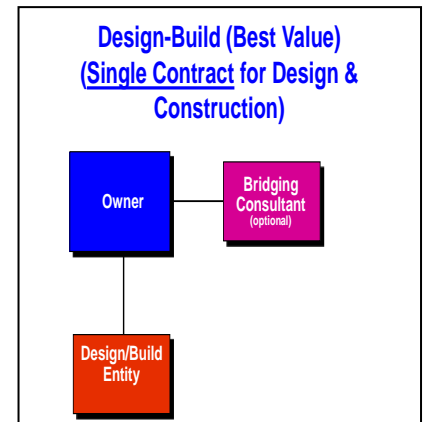 Design-Build (Best Value)
(Single Contract for Design &
Construction)
Owner
Bridging
Consultant
(optional)
Design/Build
Entity